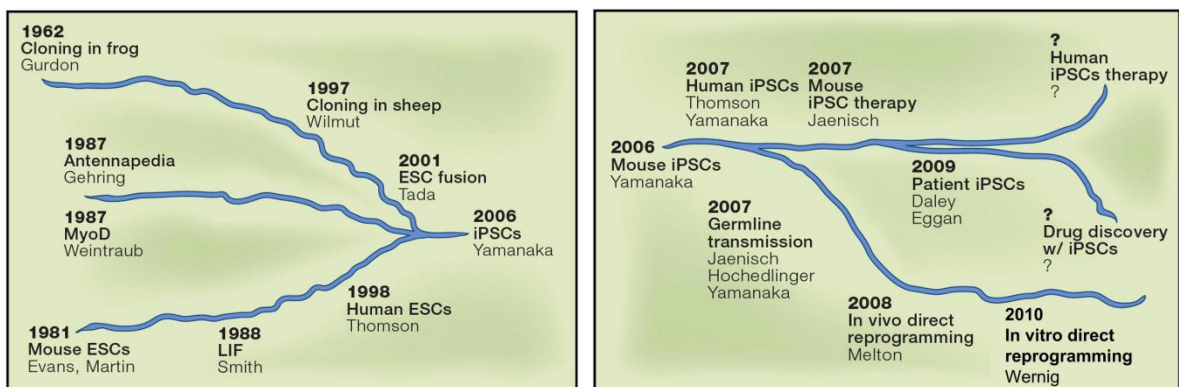 1962
Cloning in frog
Gurdon
1997
Cloning in sheep
Wilmut
1987
Antennapedia
Gehring
2001
ESC fusion
Tada
1987
MyoD
Weintraub
2006
iPSCs
Yamanaka
1998
Human ESCs
Thomson
1981
Mouse ESCs
Evans, Martin
1988
LIF
Smith
?
Human
iPSCs therapy
?
2007
Human iPSCs
Thomson
Yamanaka
2007
Mouse
iPSC therapy
Jaenisch
2006
Mouse iPSCs
Yamanaka
2009
Patient iPSCs
Daley
Eggan
2007
Germline
transmission
Jaenisch
Hochedlinger
Yamanaka
?
Drug discovery
w/ iPSCs
?
2008
In vivo direct
reprogramming
Melton
2010
In vitro direct
reprogramming
Wernig